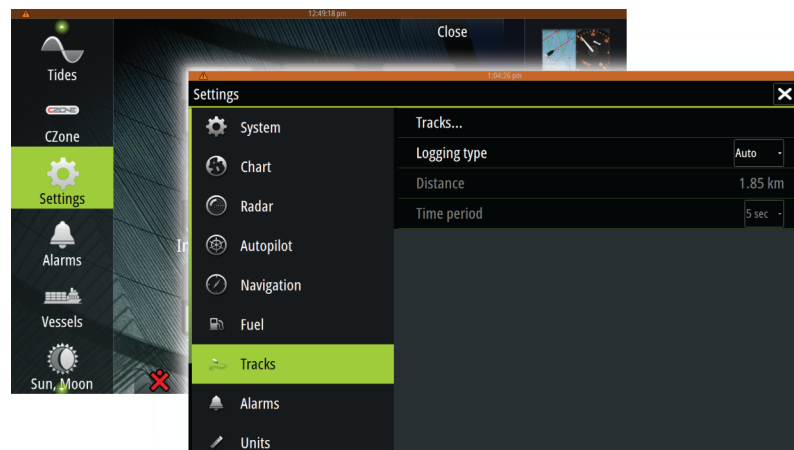 12:49:18 pm
Close
Tides
CZONE
CZone
Settings
Alarms
Vessels
Sun, Moon
1:04:26 pm
Settings
System
Chart
Radar
Autopilot
Navigation
Fuel
Tracks
Alarms
Units
Tracks...
Logging type
Auto
Distance
1.85 km
Time period
5 sec